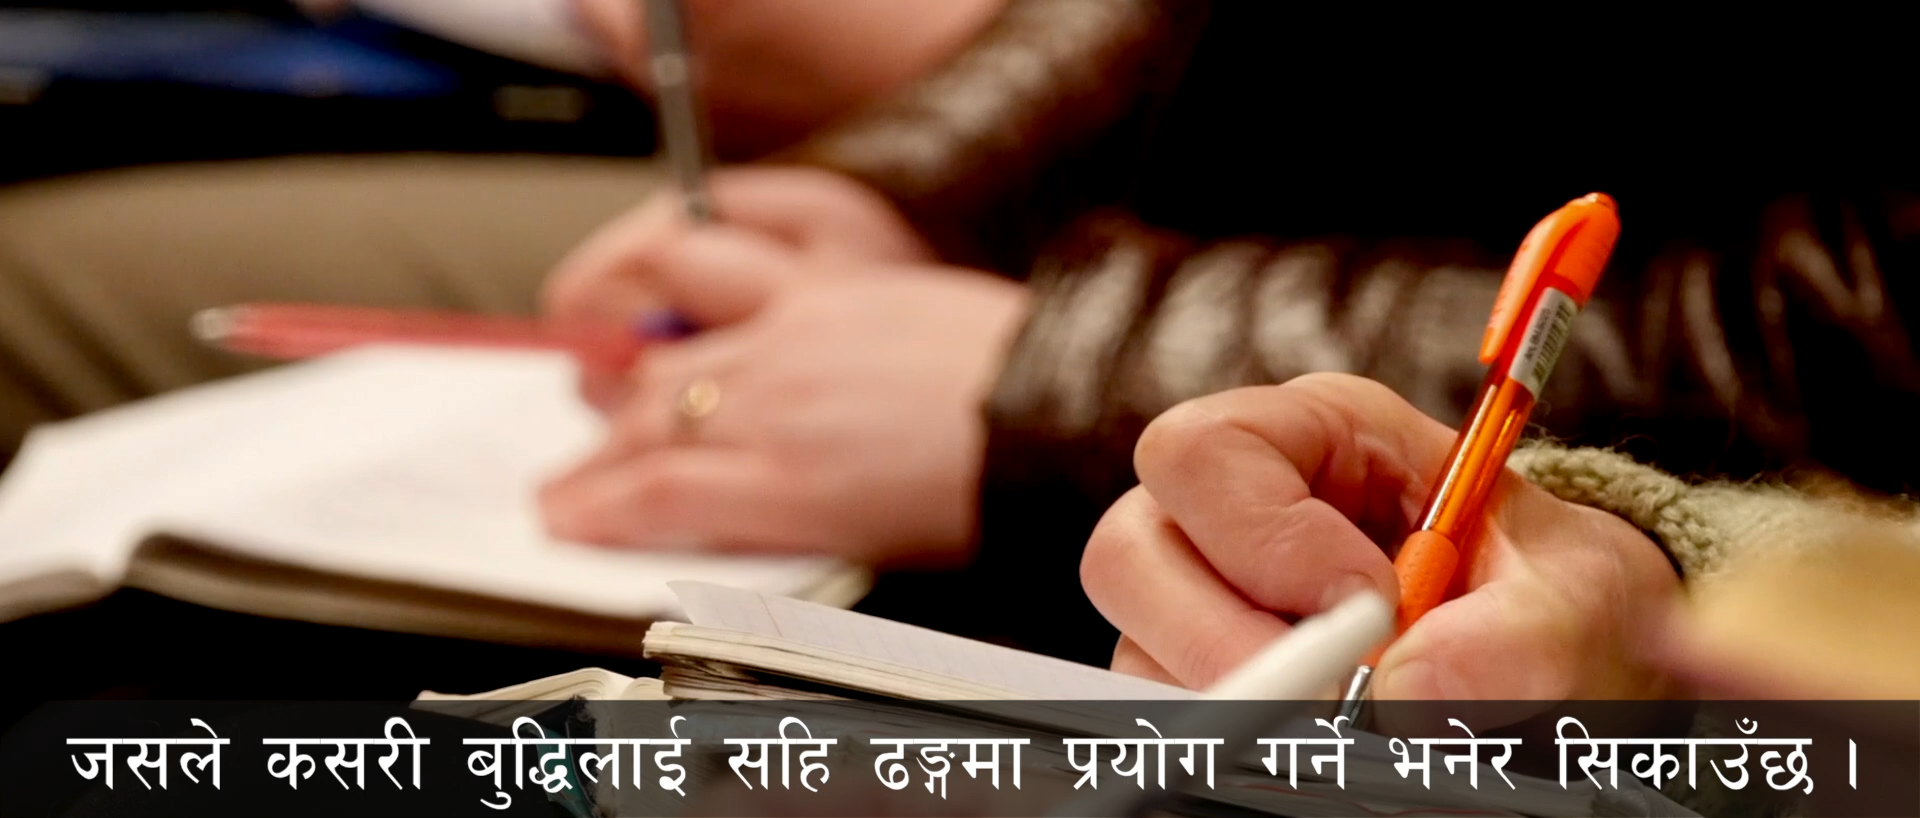 जसले कसरी बुद्धिलाई सहि ढङ्गमा प्रयोग गर्ने भनेर सिकाउँछ ।